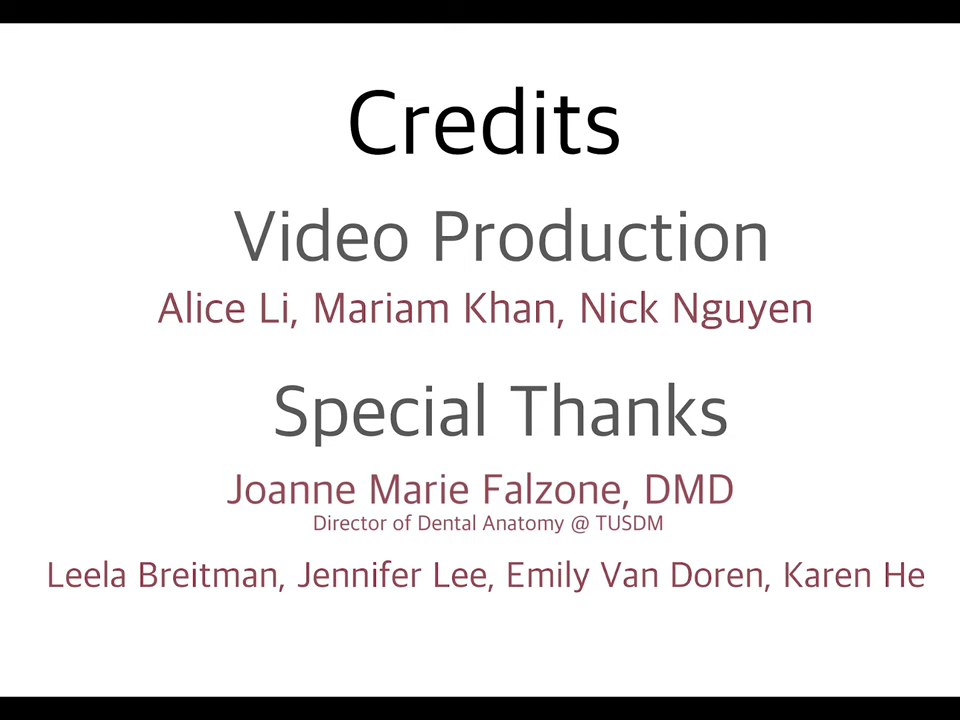 Credits
Video Production
Alice Li, Mariam Khan, Nick Nguyen
Special Thanks
Joanne Marie Falzone, DMD
Director of Dental Anatomy @ TUSDM
Leela Breitman, Jennifer Lee, Emily Van Doren, Karen He